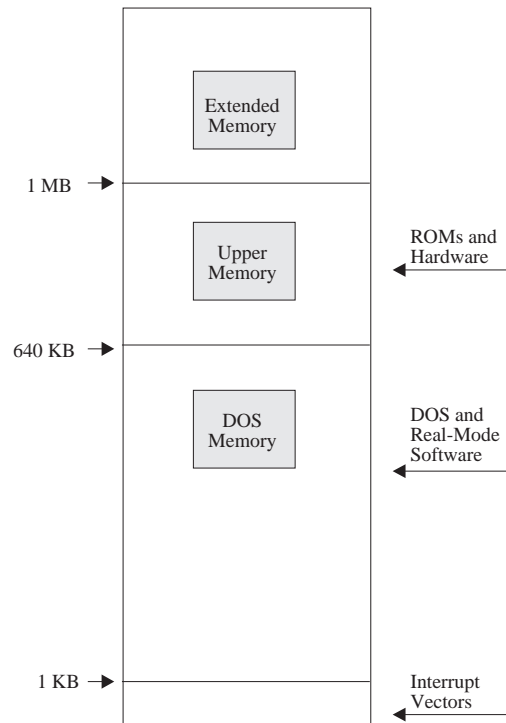 Extended
Memory
1 MB
Upper
Memory
ROMs and
Hardware
640 KB
DOS
Memory
DOS and
Real-Mode
Software
1 KB
Interrupt
Vectors